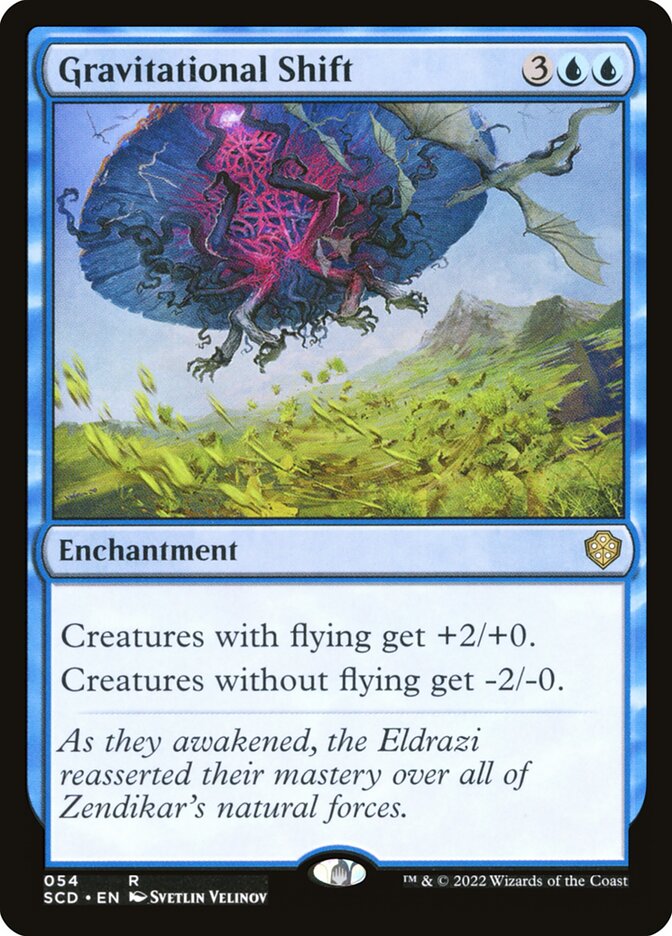 Gravitational Shift 3
Enchantment
Creatures with flying get +2/+0.
Creatures without flying get -2/-0.
As they awakened, the Eldrazi
reasserted their mastery over all of
Zendikar's natural forces.
054 R
SCD • EN Svetlin Velinov
™ & © 2022 Wizards of the Coast